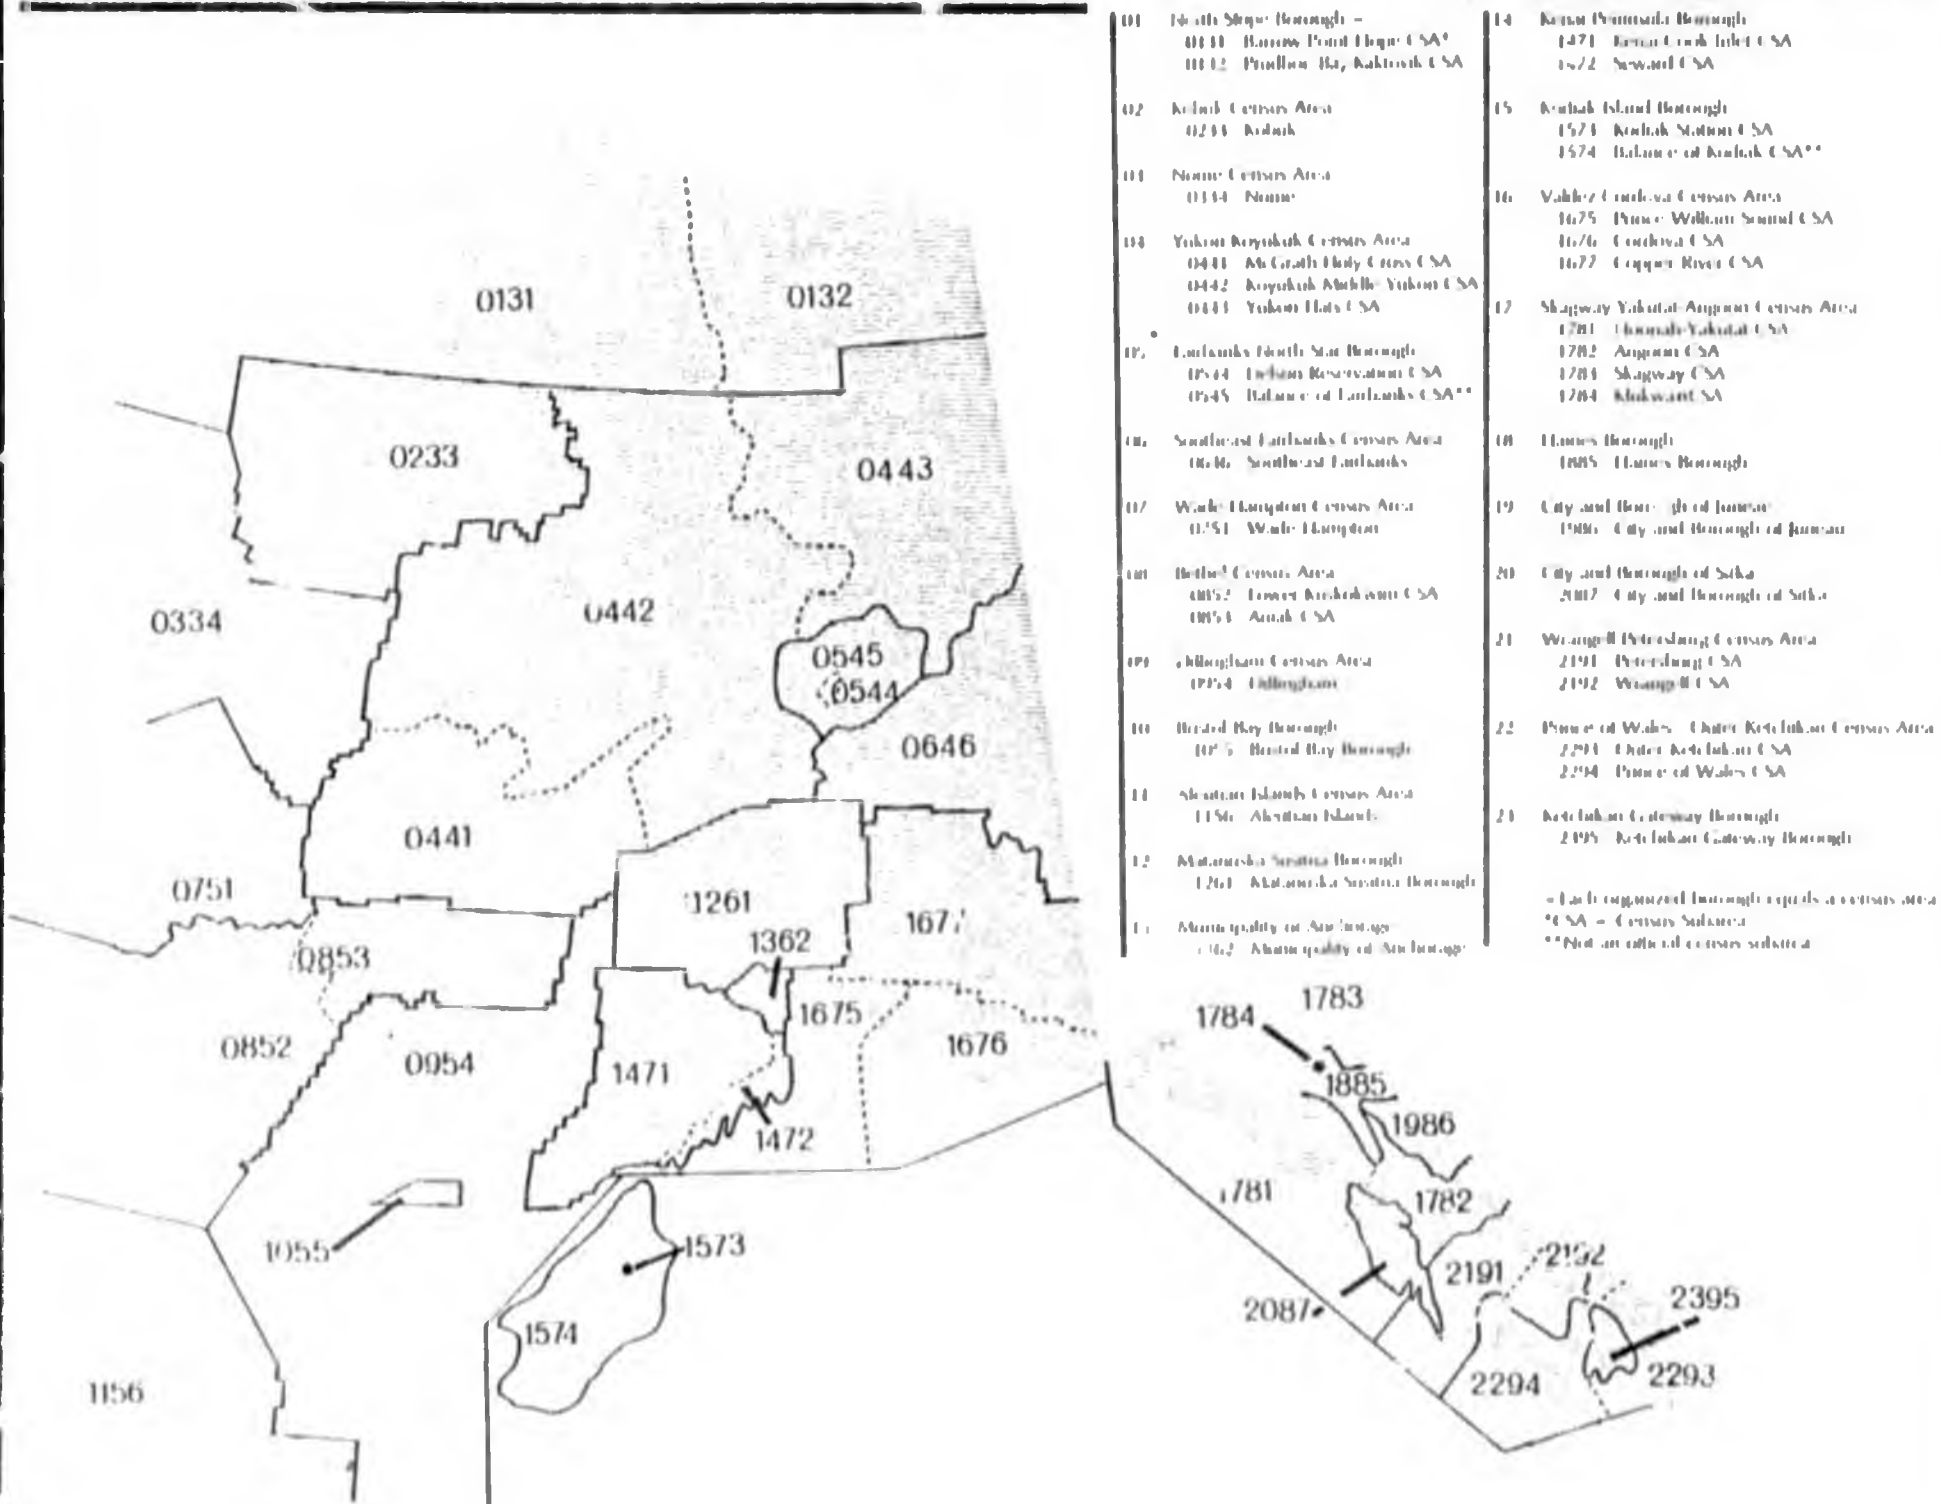 01 North Slope Borough =
0131 Barrow Point Hope CSA*
0132 Prudhoe Bay, Kaktovik CSA
02 Kobuk Census Area
0233 Kobuk
03 Nome Census Area
0334 Nome
04 Yukon Koyukuk Census Area
0441 McGrath Holy Cross CSA
0442 Koyukuk Middle Yukon CSA
0443 Yukon Flats CSA
05 Fairbanks North Star Borough
0544 Eielson Reservation CSA
0545 Balance of Fairbanks CSA**
06 Southeast Fairbanks Census Area
0646 Southeast Fairbanks
07 Wade Hampton Census Area
0751 Wade Hampton
08 Bethel Census Area
0852 Lower Kuskokwim CSA
0853 Aniak CSA
09 Dillingham Census Area
0954 Dillingham
10 Bristol Bay Borough
Bristol Bay Borough
11 Aleutian Islands Census Area
1156 Aleutian Islands
12 Matanuska Susitna Borough
1261 Matanuska Susitna Borough
Municipality of Anchorage
Municipality of Anchorage
14 Kenai Peninsula Borough
1471 Kenai Cook Inlet CSA
1472 Seward CSA
15 Kodiak Island Borough
1573 Kodiak Station CSA
1574 Balance of Kodiak CSA**
16 Valdez Cordova Census Area
1675 Prince William Sound CSA
1676 Cordova CSA
1677 Copper River CSA
17 Skagway Yakutat-Angoon Census Area
1781 Hoonah-Yakutat CSA
1782 Angoon CSA
1783 Skagway CSA
1784 Klukwan CSA
18 Haines Borough
1885 Haines Borough
19 City and Borough of Juneau
1986 City and Borough of Juneau
20 City and Borough of Sitka
2087 City and Borough of Sitka
21 Wrangell Petersburg Census Area
2191 Petersburg CSA
2192 Wrangell CSA
22 Prince of Wales Outer Ketchikan Census Area
2293 Outer Ketchikan CSA
2294 Prince of Wales CSA
23 Ketchikan Gateway Borough
2395 Ketchikan Gateway Borough
= Each organized borough equals a census area
*CSA = Census Subarea
**Not an official census subarea
0131
0132
0233
0443
0334
0442
0545
0544
0646
0441
0751
1261
1362
1677
0853
1675
0852
0954
1471
1676
1472
1055
1573
1574
1156
1783
1784
1885
1986
1781
1782
2191
2192
2087
2395
2294
2293